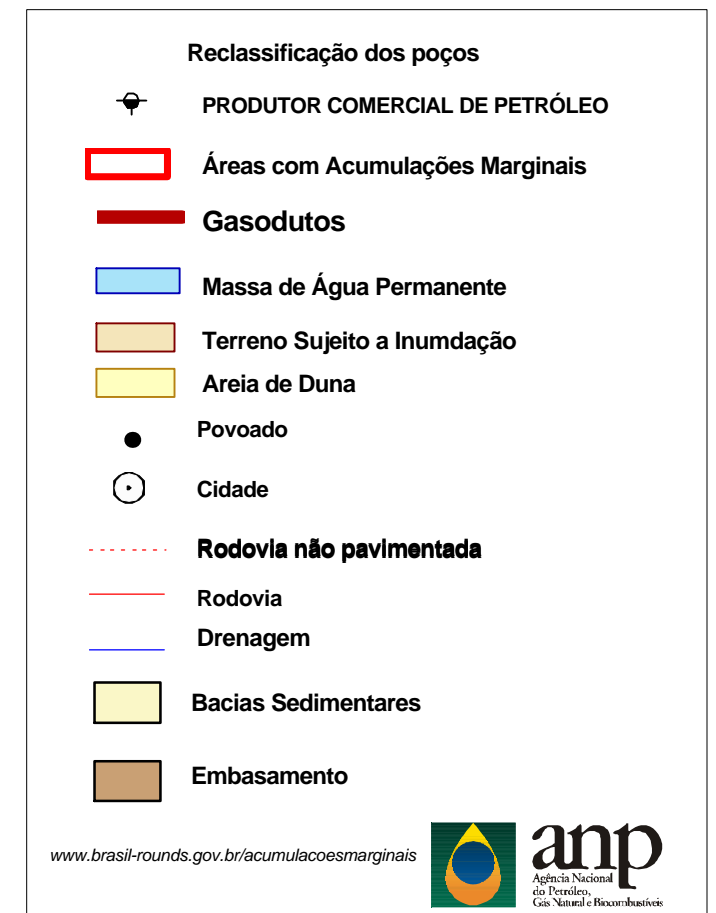 Reclassificação dos poços
PRODUTOR COMERCIAL DE PETRÓLEO
Áreas com Acumulações Marginais
Gasodutos
Massa de Água Permanente
Terreno Sujeito a Inumdação
Areia de Duna
Povoado
Cidade
Rodovia não pavimentada
Rodovia
Drenagem
Bacias Sedimentares
Embasamento
www.brasil-rounds.gov.br/acumulacoesmarginais
anp
Agência Nacional
do Petróleo,
Gás Natural e Biocombustíveis